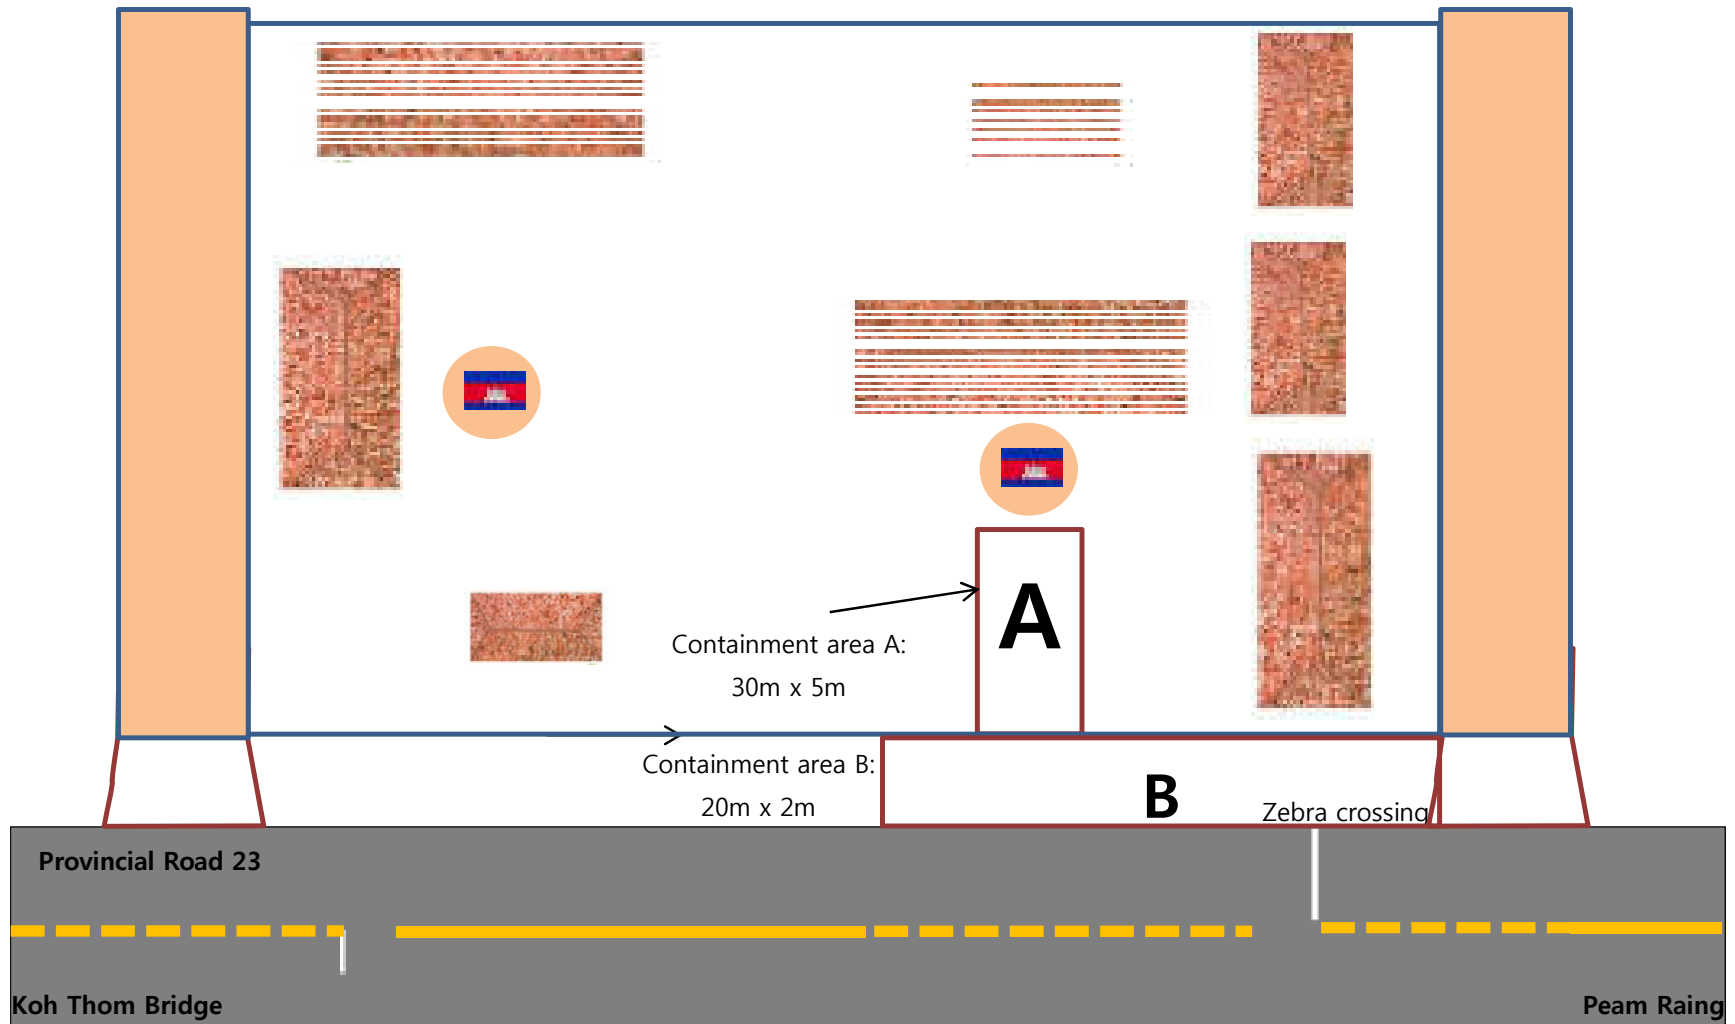 A
Containment area A:
30m x 5m
Containment area B:
20m x 2m
B
Zebra crossing
Provincial Road 23
Koh Thom Bridge
Peam Raing